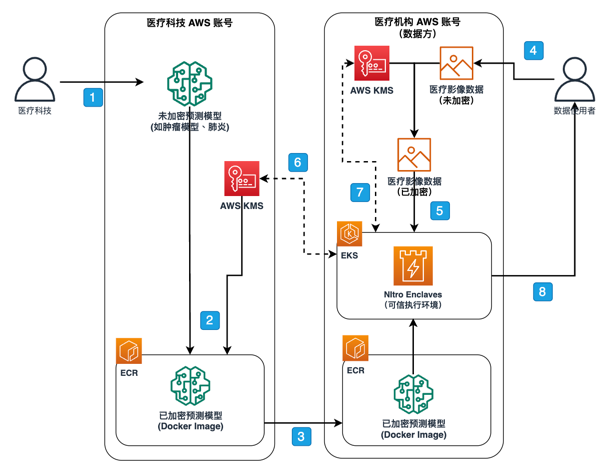 医疗科技 AWS 账号
医疗机构 AWS 账号
（数据方）
4
1
医疗科技
未加密预测模型
(如肿瘤模型、肺炎)
AWS KMS
医疗影像数据
（未加密）
数据使用者
6
AWS KMS
医疗影像数据
（已加密）
7
5
EKS
NItro Enclaves
（可信执行环境）
8
2
ECR
已加密预测模型
(Docker Image)
3
ECR
已加密预测模型
(Docker Image)